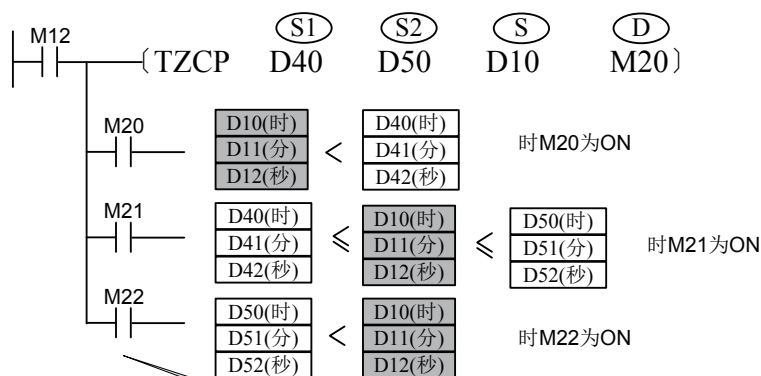 S1 S2 S D
M12
[TZCP D40 D50 D10 M20]
M20
D10(时) D40(时)
D11(分) < D41(分) 时M20为ON
D12(秒) D42(秒)
M21
D40(时) D10(时) D50(时)
D41(分) ≦ D11(分) ≦ D51(分) 时M21为ON
D42(秒) D12(秒) D52(秒)
M22
D50(时) D10(时)
D51(分) < D11(分) 时M22为ON
D52(秒) D12(秒)